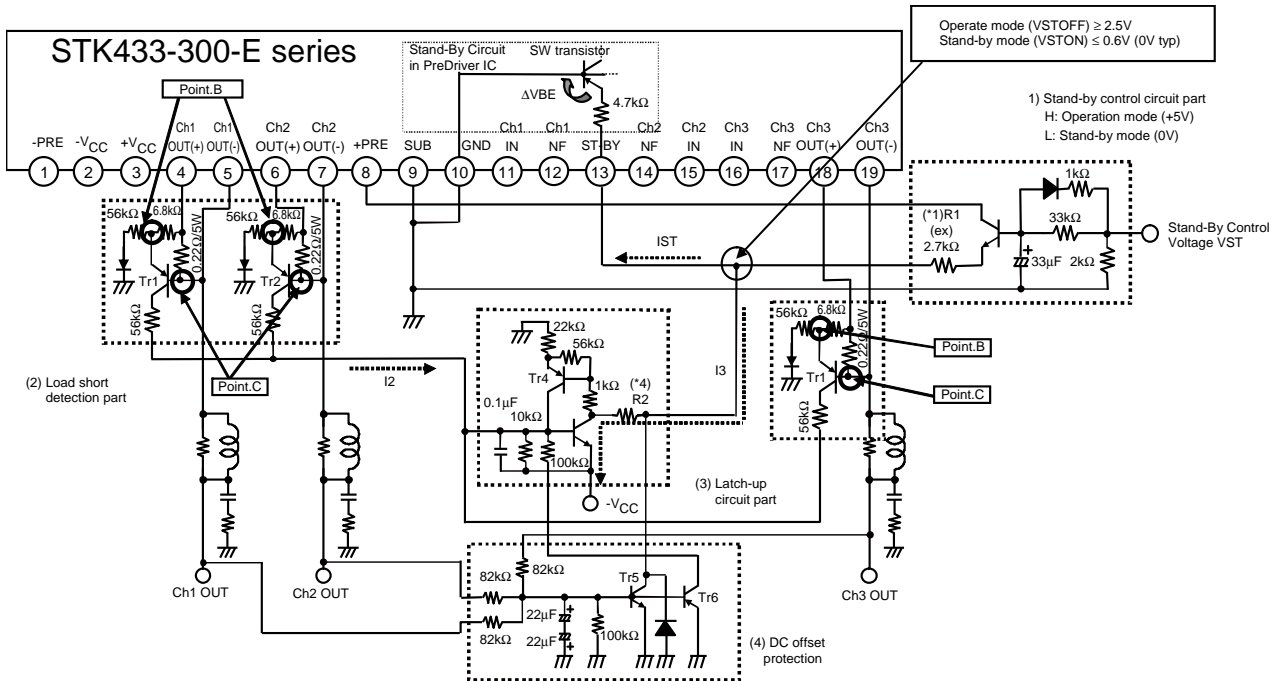 STK433-300-E series
Operate mode (VSTOFF) ≥ 2.5V
Stand-by mode (VSTON) ≤ 0.6V (0V typ)
Stand-By Circuit
in PreDriver IC
SW transistor
ΔVBE
4.7kΩ
Point.B
1) Stand-by control circuit part
H: Operation mode (+5V)
L: Stand-by mode (0V)
-PRE
-VCC
+VCC
Ch1
OUT(+)
Ch1
OUT(-)
Ch2
OUT(+)
Ch2
OUT(-)
+PRE
SUB
GND
Ch1
IN
Ch1
NF
ST-BY
Ch2
NF
Ch2
IN
Ch3
IN
Ch3
NF
Ch3
OUT(+)
Ch3
OUT(-)
1
2
3
4
5
6
7
8
9
10
11
12
13
14
15
16
17
18
19
1kΩ
33kΩ
+
33µF
2kΩ
(*1)R1
(ex)
2.7kΩ
Stand-By Control
Voltage VST
56kΩ
6.8kΩ
0.22Ω/5W
Tr1
56kΩ
56kΩ
6.8kΩ
0.22Ω/5W
Tr2
56kΩ
IST
Point.C
(2) Load short
detection part
I2
22kΩ
56kΩ
Tr4
1kΩ
(*4)
R2
0.1µF
10kΩ
100kΩ
-VCC
I3
(3) Latch-up
circuit part
56kΩ
6.8kΩ
0.22Ω/5W
Tr1
56kΩ
Point.B
Point.C
Ch1 OUT
Ch2 OUT
Ch3 OUT
82kΩ
82kΩ
82kΩ
22µF
+
22µF
+
100kΩ
Tr5
Tr6
(4) DC offset
protection